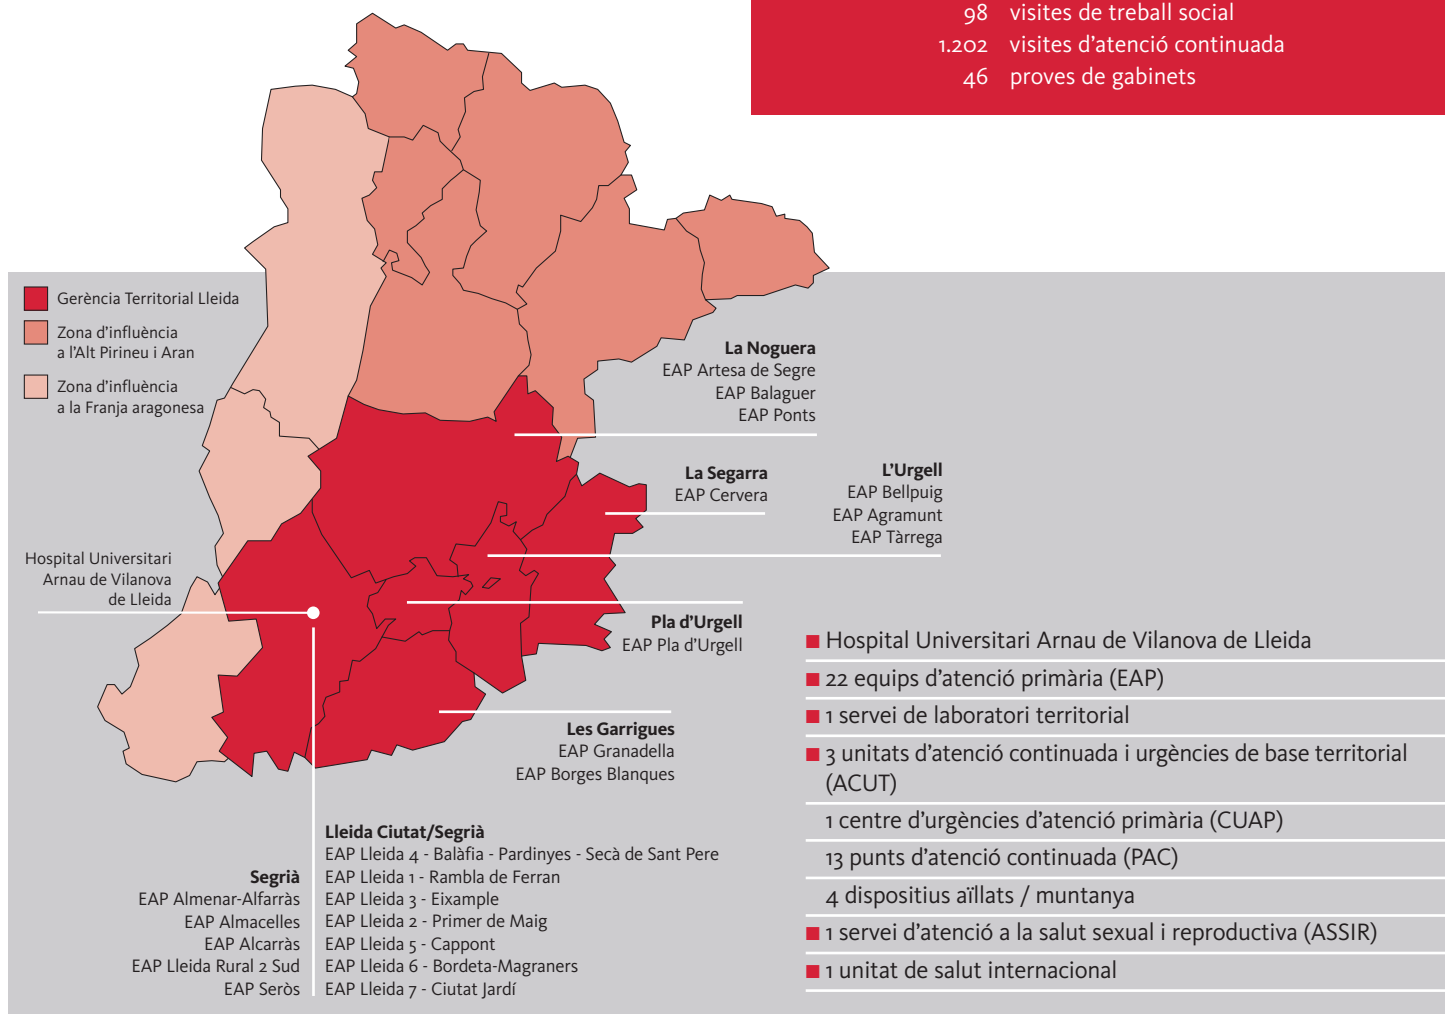 98 visites de treball social
1.202 visites d'atenció continuada
46 proves de gabinets
Gerència Territorial Lleida
Zona d'influència
a l'Alt Pirineu i Aran
Zona d'influència
a la Franja aragonesa
La Noguera
EAP Artesa de Segre
EAP Balaguer
EAP Ponts
La Segarra
EAP Cervera
L'Urgell
EAP Bellpuig
EAP Agramunt
EAP Tàrrega
Hospital Universitari
Arnau de Vilanova
de Lleida
Pla d'Urgell
EAP Pla d'Urgell
Les Garrigues
EAP Granadella
EAP Borges Blanques
Segrià
EAP Almenar-Alfarràs
EAP Almacelles
EAP Alcarràs
EAP Lleida Rural 2 Sud
EAP Seròs
Lleida Ciutat/Segrià
EAP Lleida 4 - Balàfia - Pardinyes - Secà de Sant Pere
EAP Lleida 1 - Rambla de Ferran
EAP Lleida 3 - Eixample
EAP Lleida 2 - Primer de Maig
EAP Lleida 5 - Cappont
EAP Lleida 6 - Bordeta-Magraners
EAP Lleida 7 - Ciutat Jardí
Hospital Universitari Arnau de Vilanova de Lleida
22 equips d'atenció primària (EAP)
1 servei de laboratori territorial
3 unitats d'atenció continuada i urgències de base territorial
(ACUT)
1 centre d'urgències d'atenció primària (CUAP)
13 punts d'atenció continuada (PAC)
4 dispositius aïllats / muntanya
1 servei d'atenció a la salut sexual i reproductiva (ASSIR)
1 unitat de salut internacional